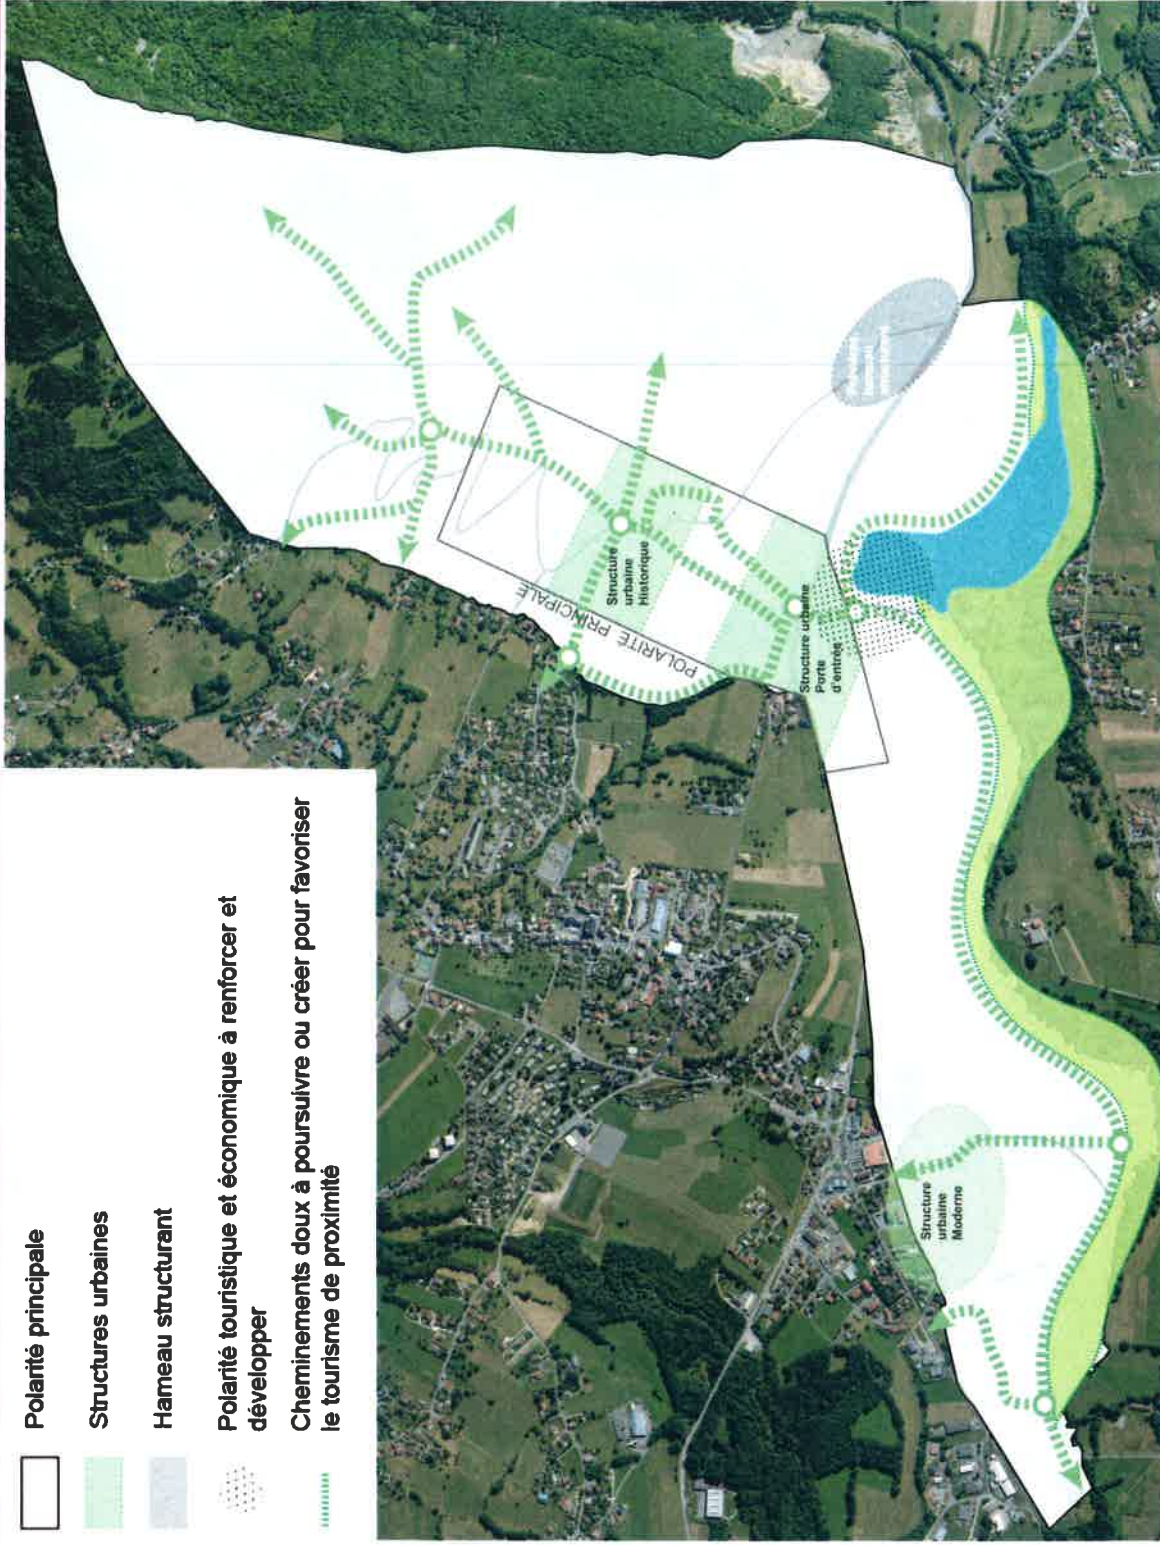 Polarité principale
Structures urbaines
Hameau structurant
Polarité touristique et économique à renforcer et
développer
Cheminements doux à poursuivre ou créer pour favoriser
le tourisme de proximité
POLARITÉ PRINCIPALE
Structure
urbaine
Historique
Structure urbaine
Porte
d'entrée
Structure
urbaine
Moderne